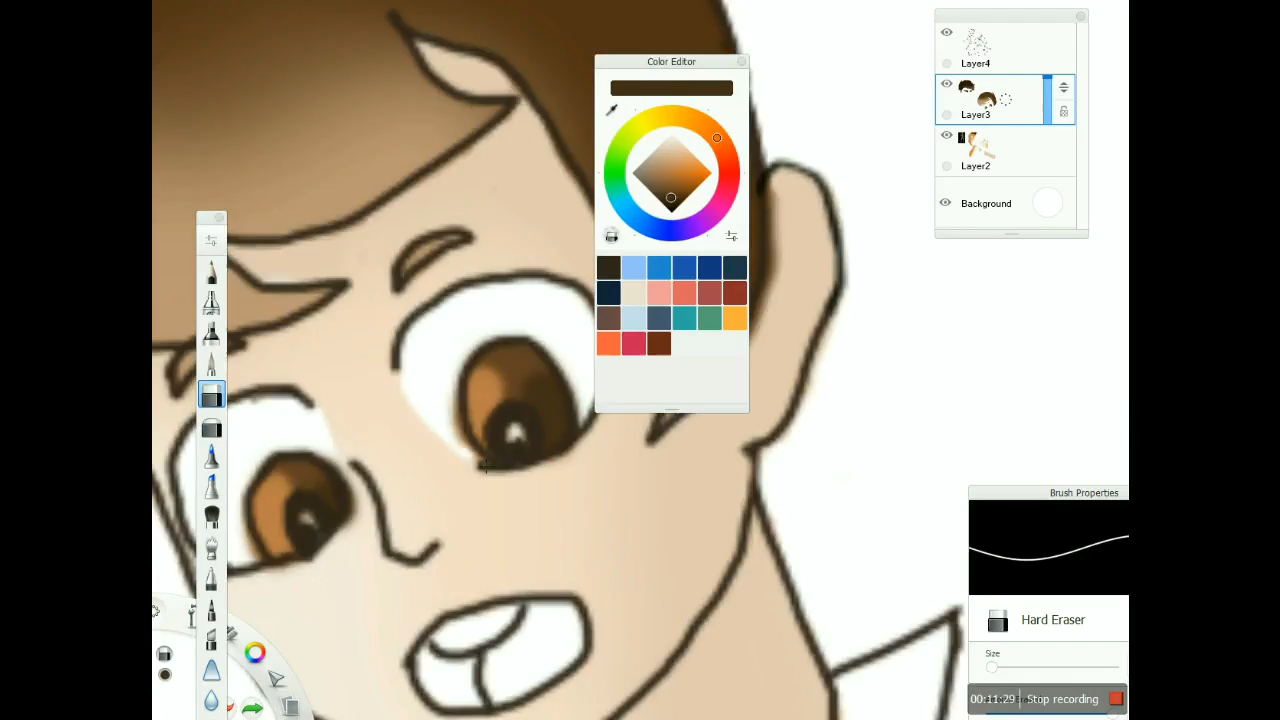 Color Editor
Layer4
Layer3
Layer2
Background
Brush Properties
Hard Eraser
Size
00:11:29 Stop recording